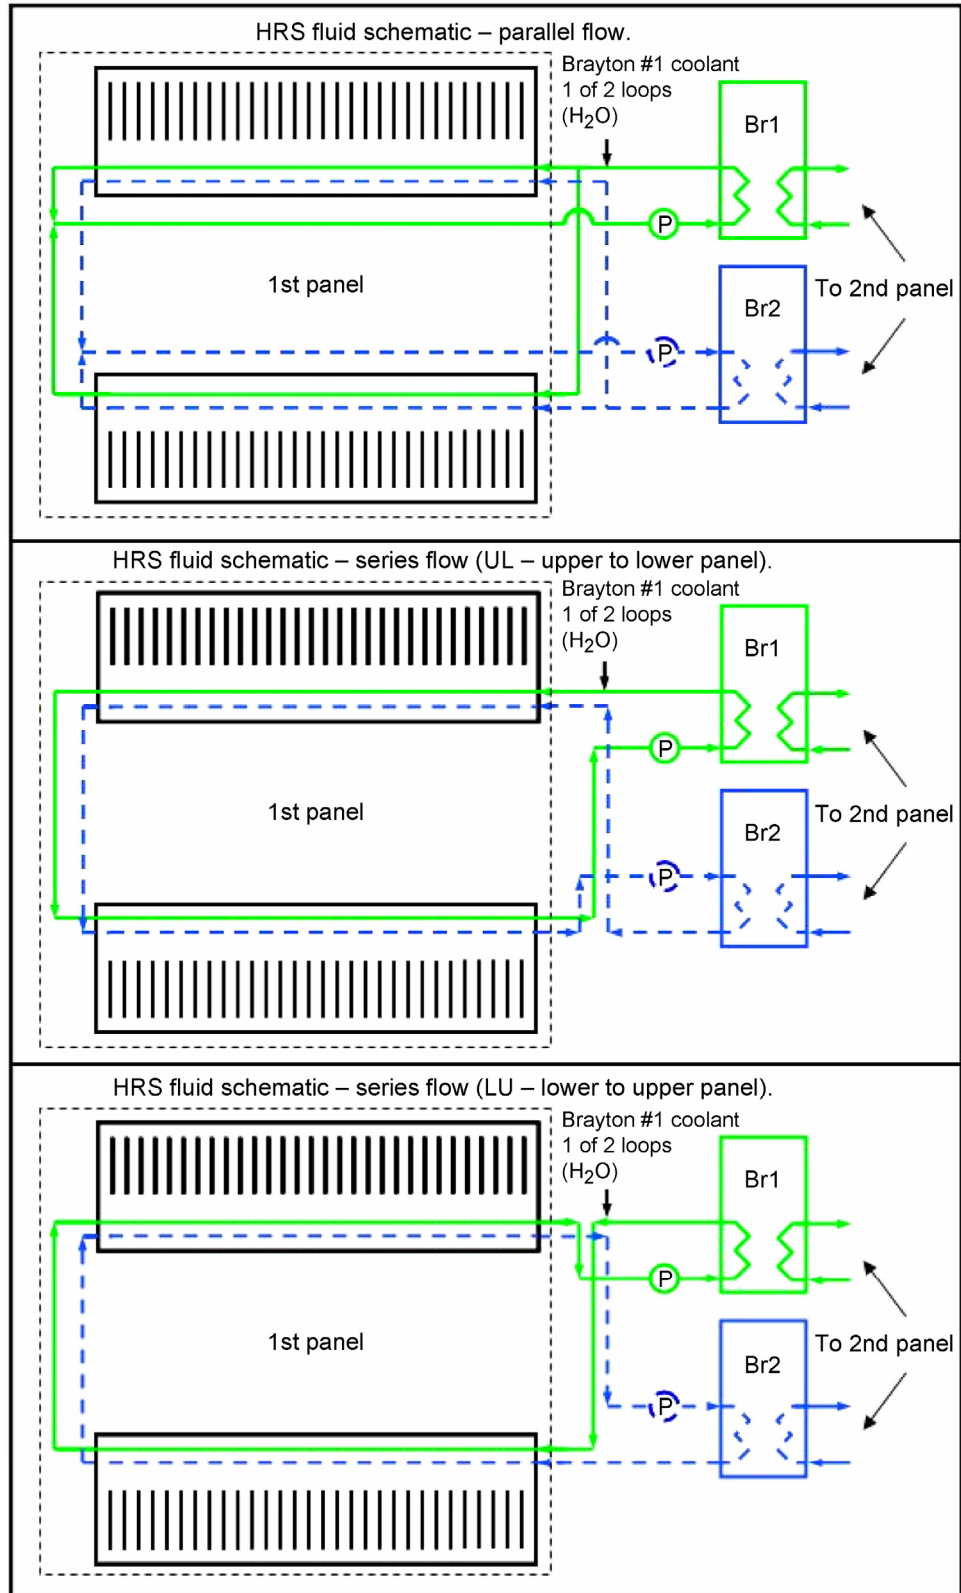 HRS fluid schematic – parallel flow.
Brayton #1 coolant
1 of 2 loops
(H2O)
Br1
P
1st panel
To 2nd panel
Br2
P
HRS fluid schematic – series flow (UL – upper to lower panel).
Brayton #1 coolant
1 of 2 loops
(H2O)
Br1
P
1st panel
To 2nd panel
Br2
P
HRS fluid schematic – series flow (LU – lower to upper panel).
Brayton #1 coolant
1 of 2 loops
(H2O)
Br1
P
1st panel
To 2nd panel
Br2
P